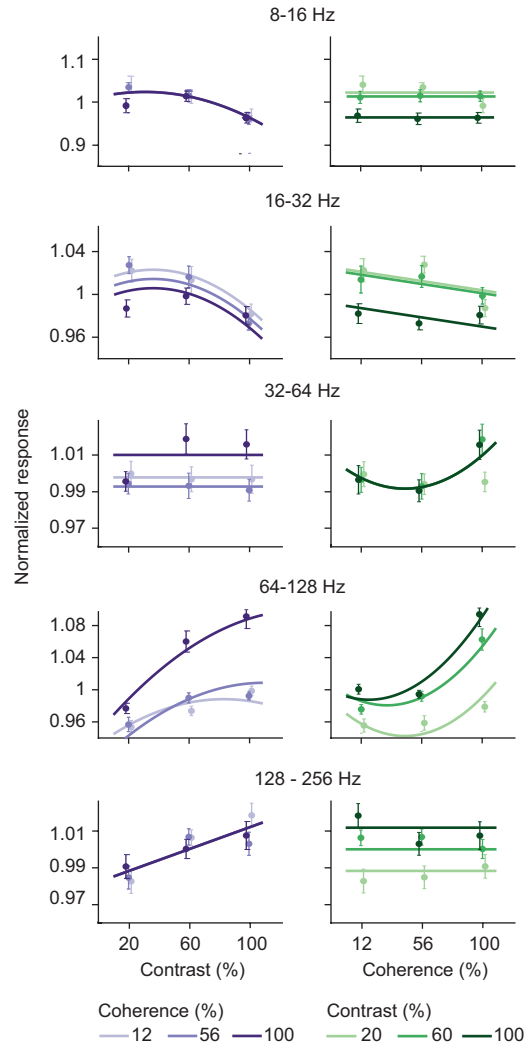 8-16 Hz
1.1
1
0.9
16-32 Hz
1.04
1
0.96
32-64 Hz
1.01
0.99
0.97
64-128 Hz
1.08
1.04
1
0.96
128 - 256 Hz
1.01
0.99
0.97
Normalized response
20 60 100 12 56 100
Contrast (%) Coherence (%)
Coherence (%) Contrast (%)
12 56 100 20 60 100